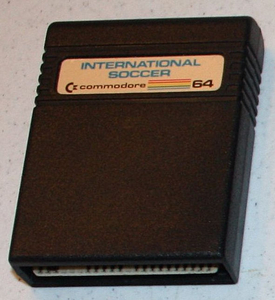 INTERNATIONAL
SOCCER
commodore 64